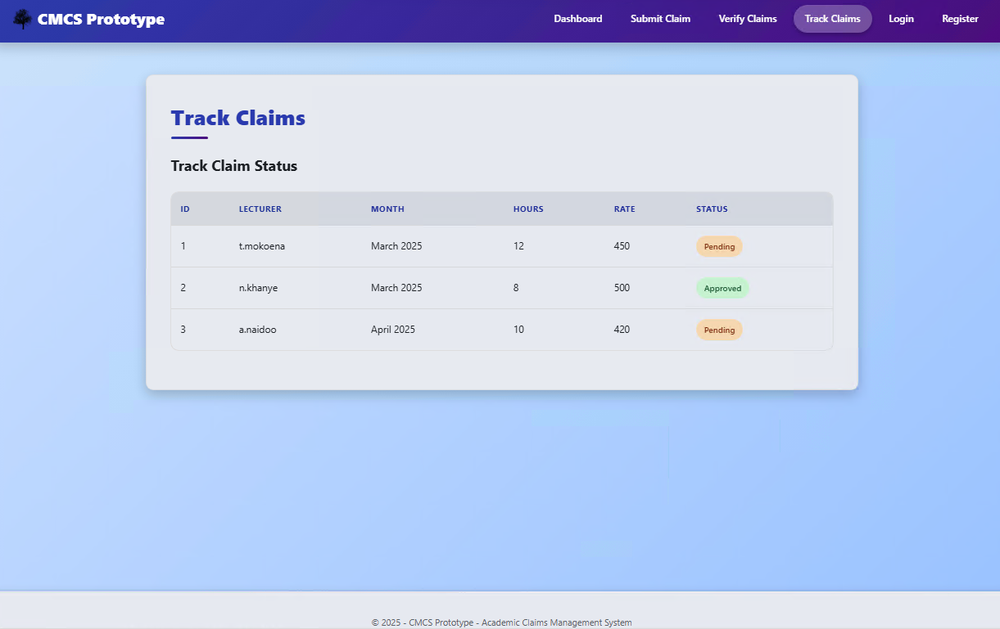 CMCS Prototype Dashboard Submit Claim Verify Claims Track Claims Login Register
Track Claims
Track Claim Status
ID LECTURER MONTH HOURS RATE STATUS
1 t.mokoena March 2025 12 450 Pending
2 n.khanye March 2025 8 500 Approved
3 a.naidoo April 2025 10 420 Pending
© 2025 - CMCS Prototype - Academic Claims Management System